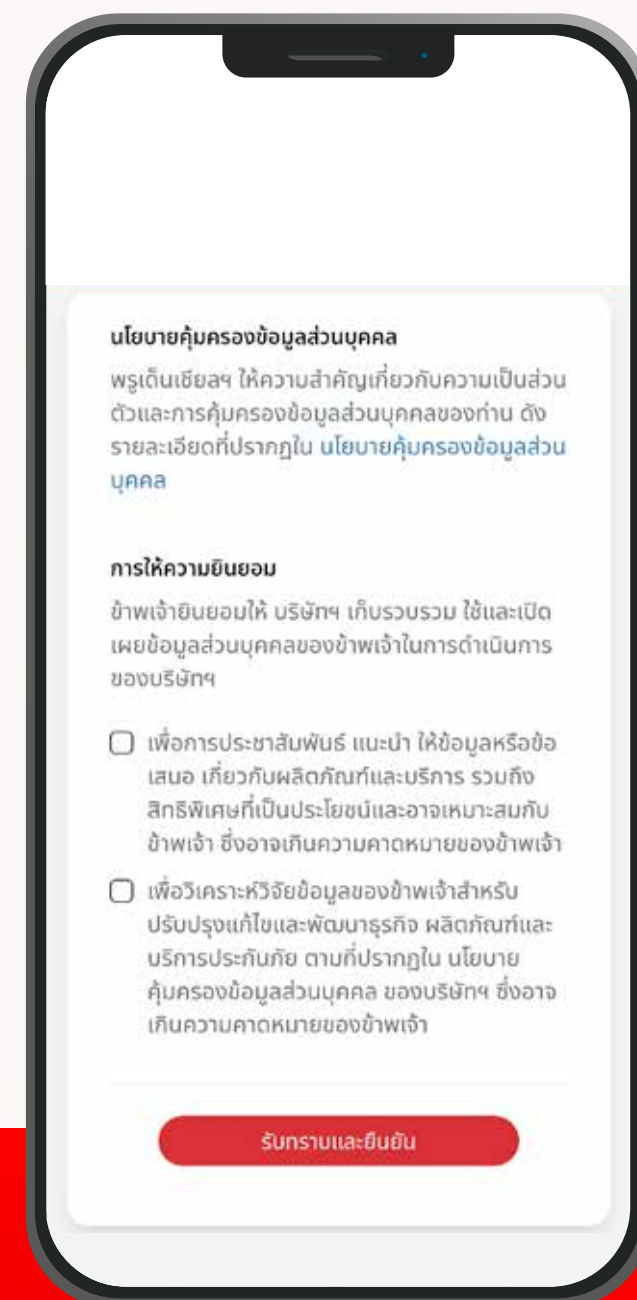 นโยบายคุ้มครองข้อมูลส่วนบุคคล
พรูเด็นเชียลฯ ให้ความสำคัญเกี่ยวกับความเป็นส่วน
ตัวและการคุ้มครองข้อมูลส่วนบุคคลของท่าน ดัง
รายละเอียดที่ปรากฏใน นโยบายคุ้มครองข้อมูลส่วน
บุคคล
การให้ความยินยอม
ข้าพเจ้ายินยอมให้ บริษัทฯ เก็บรวบรวม ใช้และเปิด
เผยข้อมูลส่วนบุคคลของข้าพเจ้าในการดำเนินการ
ของบริษัทฯ
เพื่อการประชาสัมพันธ์ แนะนำ ให้ข้อมูลหรือข้อ
เสนอ เกี่ยวกับผลิตภัณฑ์และบริการ รวมถึง
สิทธิพิเศษที่เป็นประโยชน์และอาจเหมาะสมกับ
ข้าพเจ้า ซึ่งอาจเกินความคาดหมายของข้าพเจ้า
เพื่อวิเคราะห์วิจัยข้อมูลของข้าพเจ้าสำหรับ
ปรับปรุงแก้ไขและพัฒนาธุรกิจ ผลิตภัณฑ์และ
บริการประกันภัย ตามที่ปรากฏใน นโยบาย
คุ้มครองข้อมูลส่วนบุคคล ของบริษัทฯ ซึ่งอาจ
เกินความคาดหมายของข้าพเจ้า
รับทราบและยืนยัน